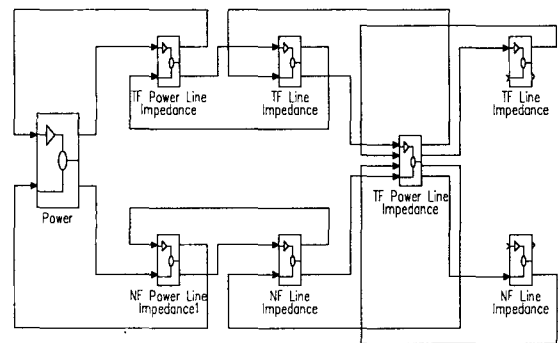 TF Power Line
Impedance
TF Line
Impedance
TF Line
Impedance
Power
TF Power Line
Impedance
NF Power Line
Impedance1
NF Line
Impedance
NF Line
Impedance